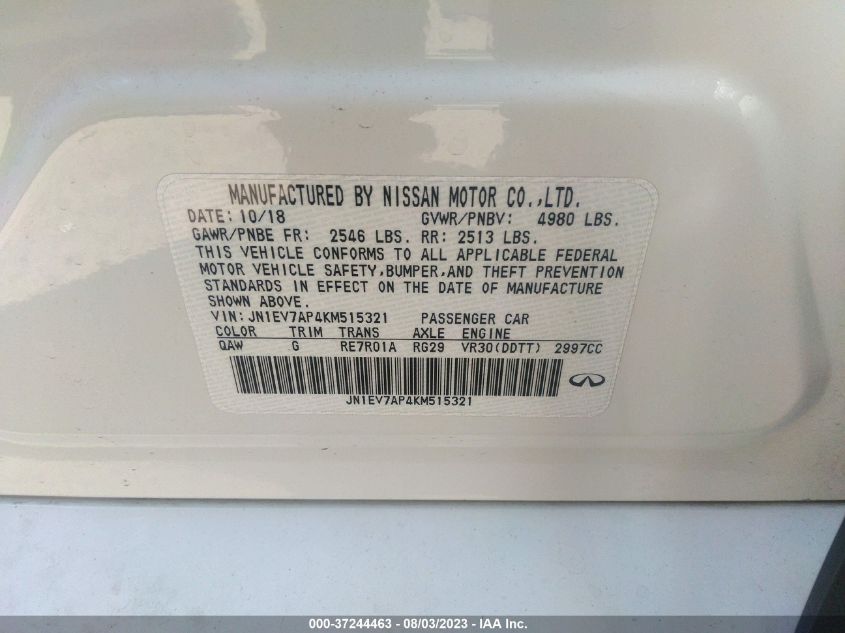 MANUFACTURED BY NISSAN MOTOR CO.,LTD.
DATE: 10/18 GVWR/PNBV: 4980 LBS.
GAWR/PNBE FR: 2546 LBS. RR: 2513 LBS.
THIS VEHICLE CONFORMS TO ALL APPLICABLE FEDERAL
MOTOR VEHICLE SAFETY,BUMPER,AND THEFT PREVENTION
STANDARDS IN EFFECT ON THE DATE OF MANUFACTURE
SHOWN ABOVE.
VIN: JN1EV7AP4KM515321 PASSENGER CAR
COLOR TRIM TRANS AXLE ENGINE
QAW G RE7R01A RG29 VR30(DDTT) 2997CC
JN1EV7AP4KM515321
000-37244463 - 08/03/2023 - IAA Inc.